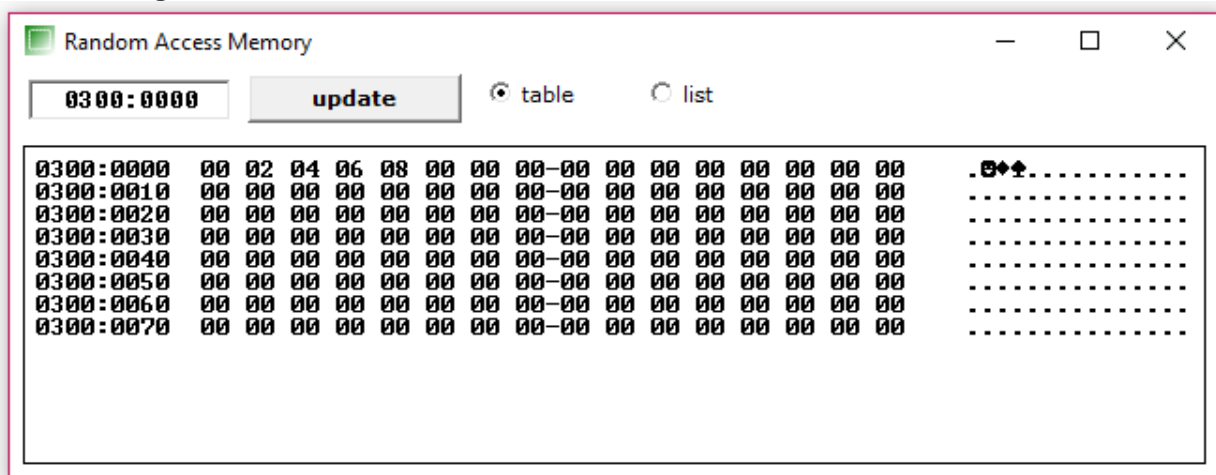 Random Access Memory
0300:0000 update table list
0300:0000 00 02 04 06 08 00 00 00-00 00 00 00 00 00 00 00 .☻♦♠............
0300:0010 00 00 00 00 00 00 00 00-00 00 00 00 00 00 00 00 ................
0300:0020 00 00 00 00 00 00 00 00-00 00 00 00 00 00 00 00 ................
0300:0030 00 00 00 00 00 00 00 00-00 00 00 00 00 00 00 00 ................
0300:0040 00 00 00 00 00 00 00 00-00 00 00 00 00 00 00 00 ................
0300:0050 00 00 00 00 00 00 00 00-00 00 00 00 00 00 00 00 ................
0300:0060 00 00 00 00 00 00 00 00-00 00 00 00 00 00 00 00 ................
0300:0070 00 00 00 00 00 00 00 00-00 00 00 00 00 00 00 00 ................